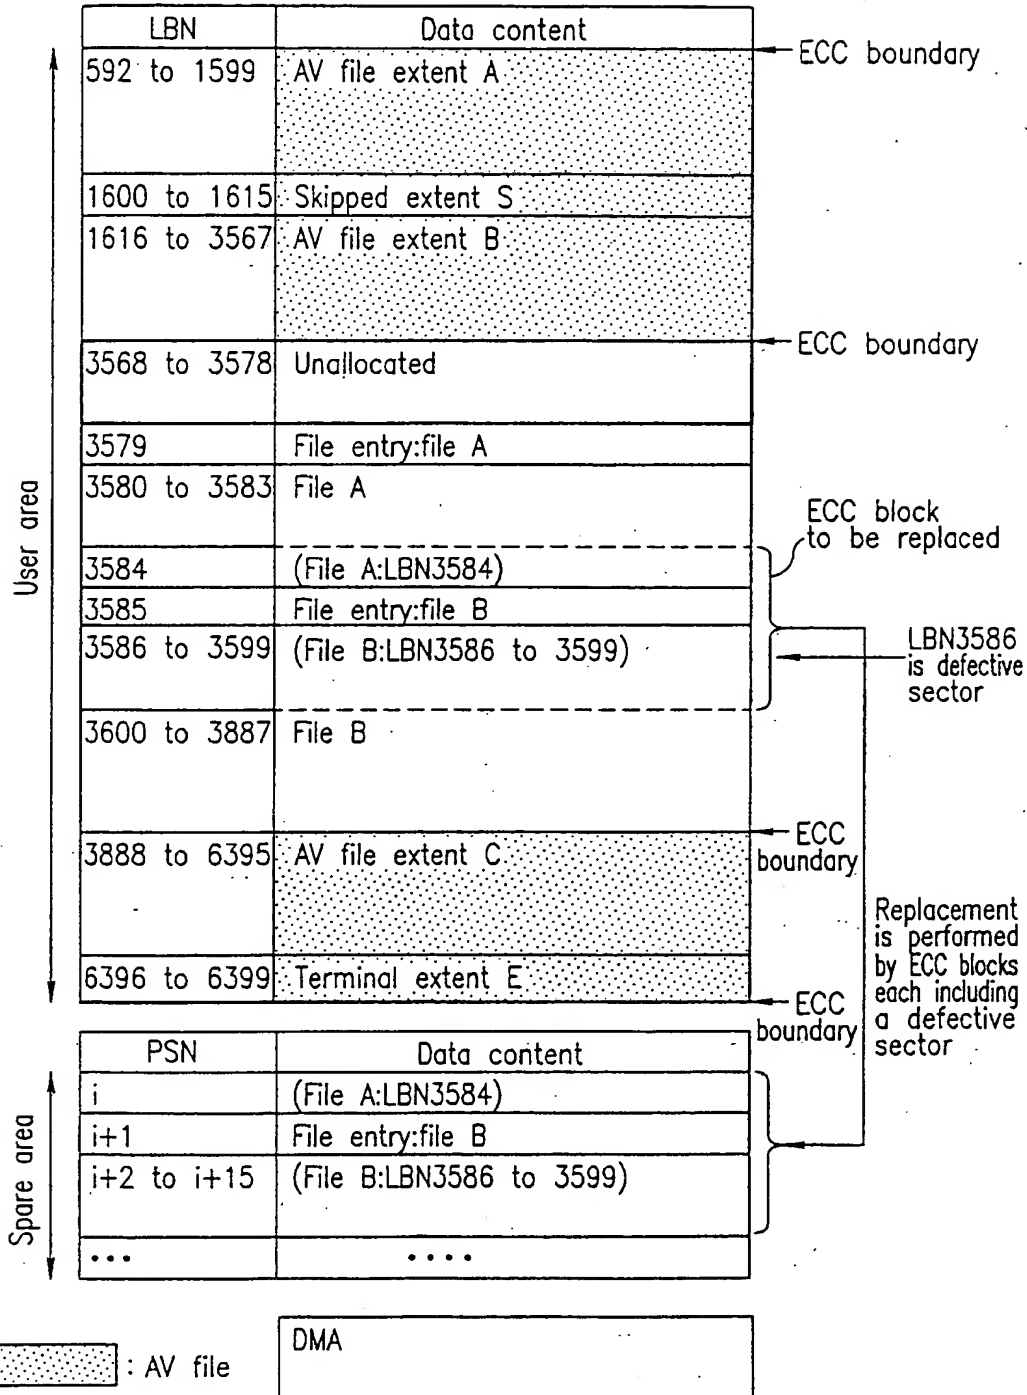 LBN Data content
592 to 1599 AV file extent A
1600 to 1615 Skipped extent S
1616 to 3567 AV file extent B
3568 to 3578 Unallocated
3579 File entry:file A
3580 to 3583 File A
3584 (File A:LBN3584)
3585 File entry:file B
3586 to 3599 (File B:LBN3586 to 3599)
3600 to 3887 File B
3888 to 6395 AV file extent C
6396 to 6399 Terminal extent E
User area
ECC boundary
ECC boundary
ECC block
to be replaced
LBN3586
is defective
sector
ECC
boundary
Replacement
is performed
by ECC blocks
each including
a defective
sector
ECC
boundary
PSN Data content
i (File A:LBN3584)
i+1 File entry:file B
i+2 to i+15 (File B:LBN3586 to 3599)
••• ••••
Spare area
: AV file
DMA